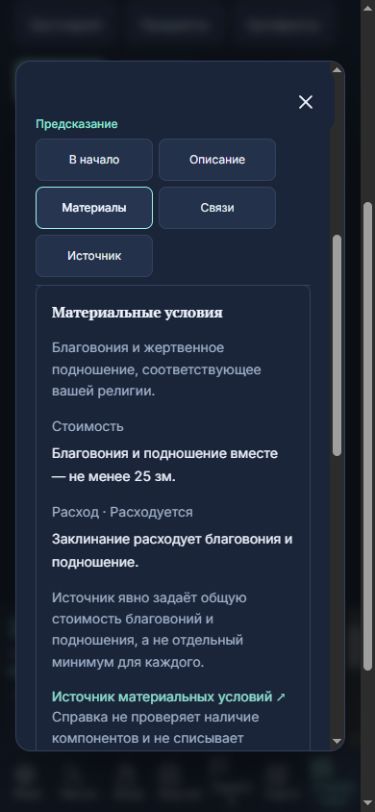 Предсказание
В начало
Описание
Материалы
Связи
Источник
Материальные условия
Благовония и жертвенное
подношение, соответствующее
вашей религии.
Стоимость
Благовония и подношение вместе
— не менее 25 зм.
Расход · Расходуется
Заклинание расходует благовония и
подношение.
Источник явно задаёт общую
стоимость благовоний и
подношения, а не отдельный
минимум для каждого.
Источник материальных условий ↗
Справка не проверяет наличие
компонентов и не списывает